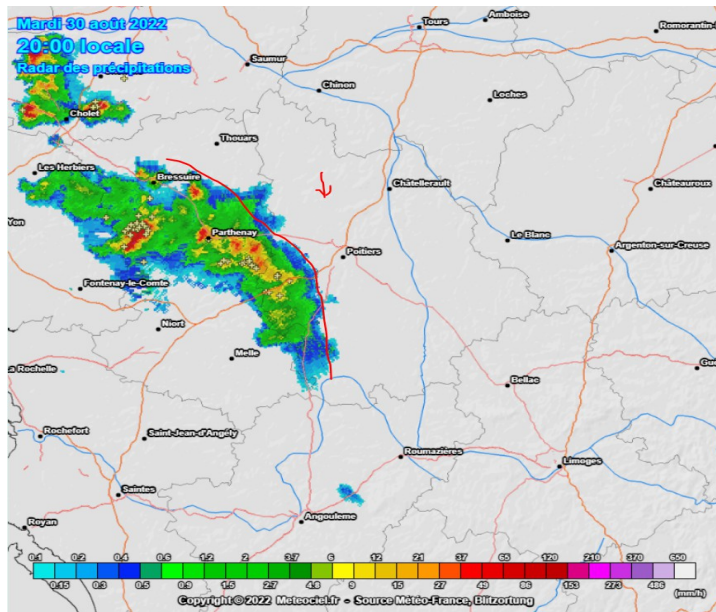 Mardi 30 août 2022
20:00 locale
Radar des précipitations
Amboise
Tours
Romorantin-
Saumur
Chinon
Loches
Cholet
Thouars
Les Herbiers
Bressuire
Châtellerault
Châteauroux
Yon
Parthenay
Le Blanc
Poitiers
Argenton-sur-Creuse
Fontenay-le-Comte
Niort
Melle
La Rochelle
Gué
Bellac
Rochefort
Saint-Jean-d'Angély
Roumazières
Limoges
Saintes
Royan
Angouleme
0.1 0.2 0.4 0.6 1.2 2 3.7 6 9 12 20 37 65 120 210 370 650
0.15 0.3 0.5 0.9 1.5 2.7 4.8 9 15 27 49 86 153 273 486 (mm/h)
Copyright © 2022 Meteociel.fr - Source Météo-France, Blitzortung